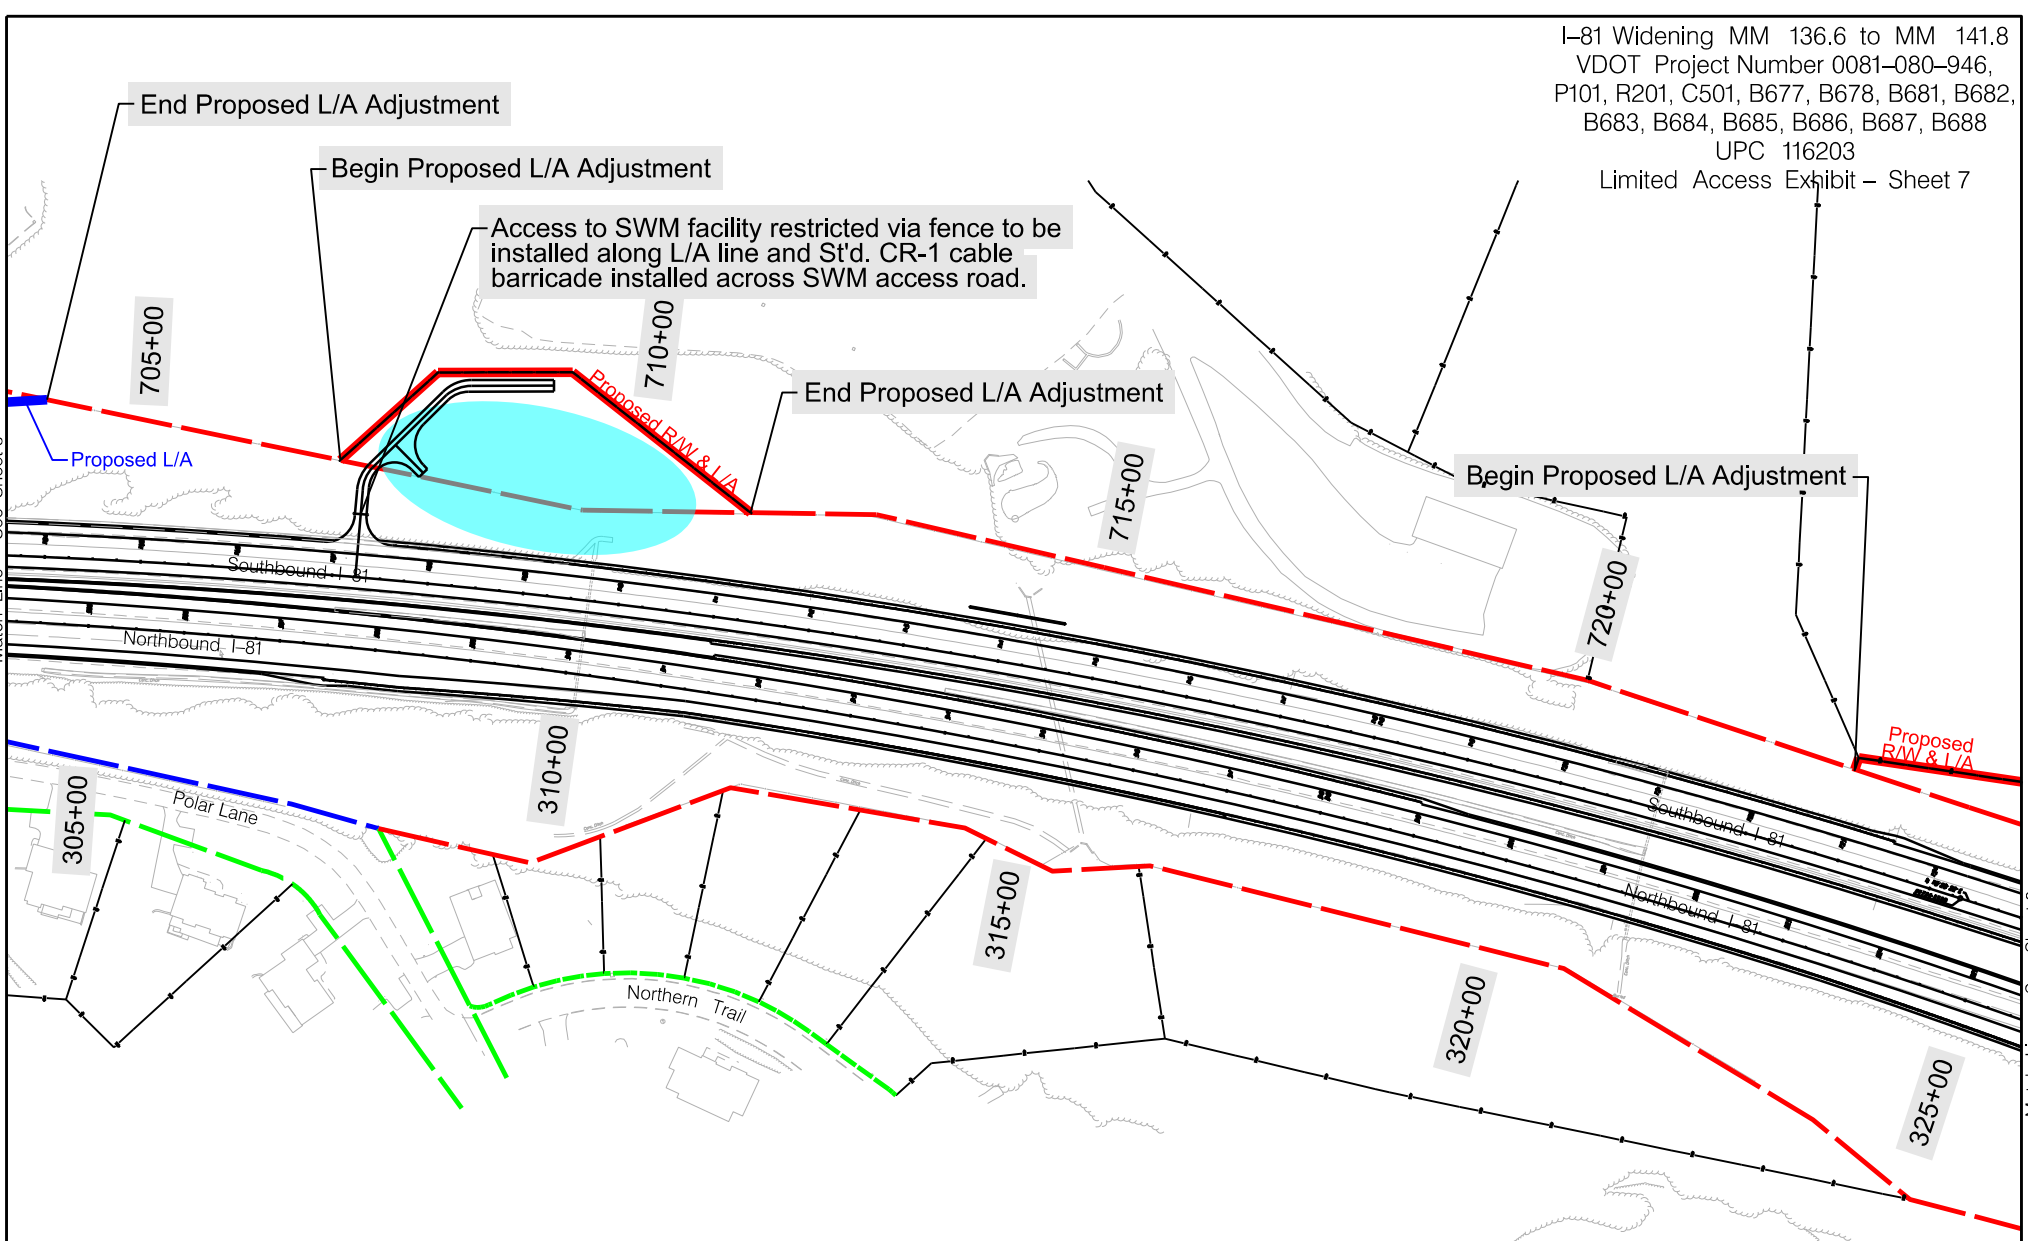 I-81 Widening MM 136.6 to MM 141.8
VDOT Project Number 0081-080-946,
P101, R201, C501, B677, B678, B681, B682,
B683, B684, B685, B686, B687, B688
UPC 116203
Limited Access Exhibit - Sheet 7
End Proposed L/A Adjustment
Begin Proposed L/A Adjustment
Access to SWM facility restricted via fence to be
installed along L/A line and St'd. CR-1 cable
barricade installed across SWM access road.
705+00
710+00
Proposed R/W & L/A
End Proposed L/A Adjustment
Proposed L/A
715+00
Begin Proposed L/A Adjustment
720+00
Southbound I-81
Northbound I-81
Proposed
R/W & L/A
310+00
305+00
Polar Lane
Southbound I-81
Northbound I-81
315+00
Northern Trail
320+00
325+00